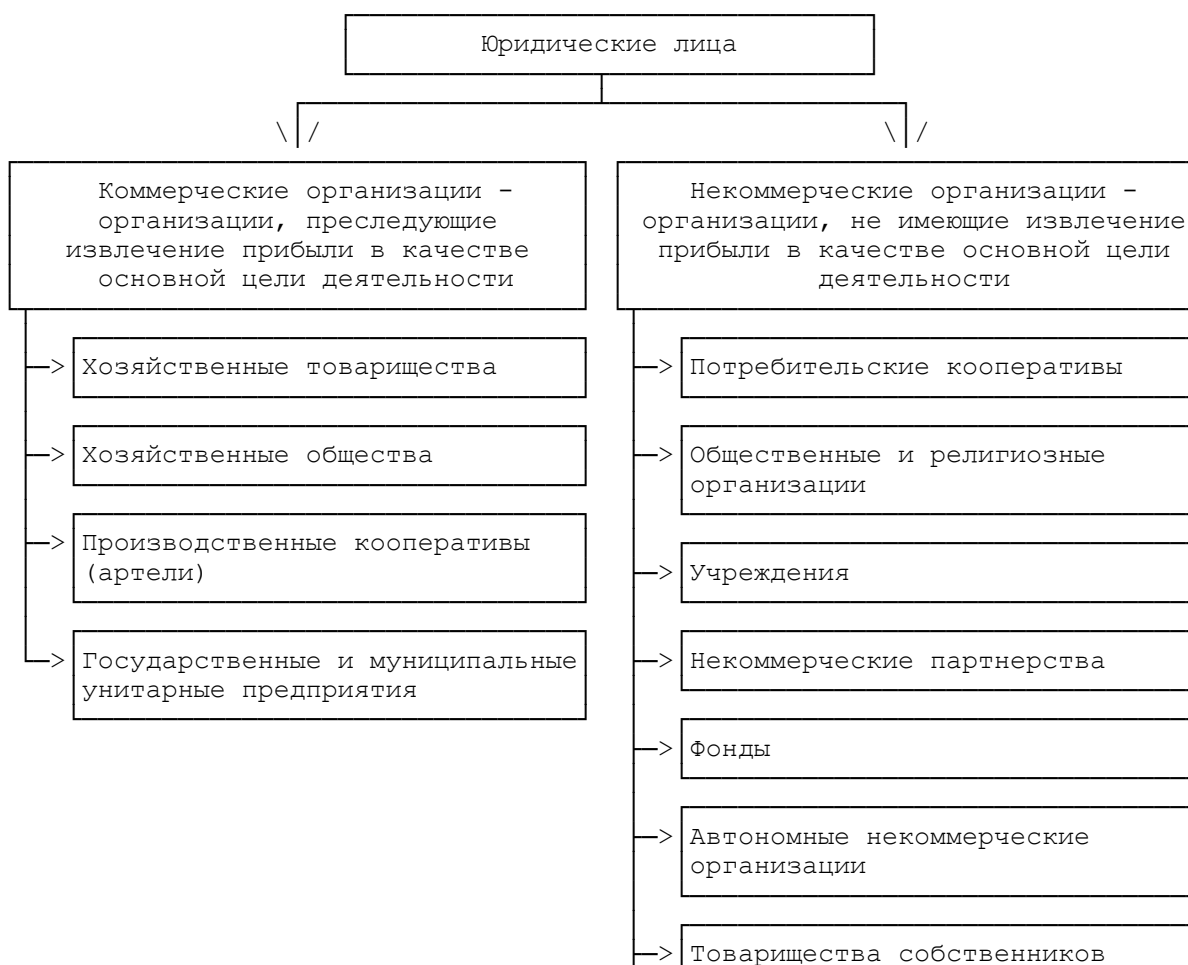 Юридические лица
Коммерческие организации -
организации, преследующие
извлечение прибыли в качестве
основной цели деятельности
Некоммерческие организации -
организации, не имеющие извлечение
прибыли в качестве основной цели
деятельности
Хозяйственные товарищества
Хозяйственные общества
Производственные кооперативы
(артели)
Государственные и муниципальные
унитарные предприятия
Потребительские кооперативы
Общественные и религиозные
организации
Учреждения
Некоммерческие партнерства
Фонды
Автономные некоммерческие
организации
Товарищества собственников